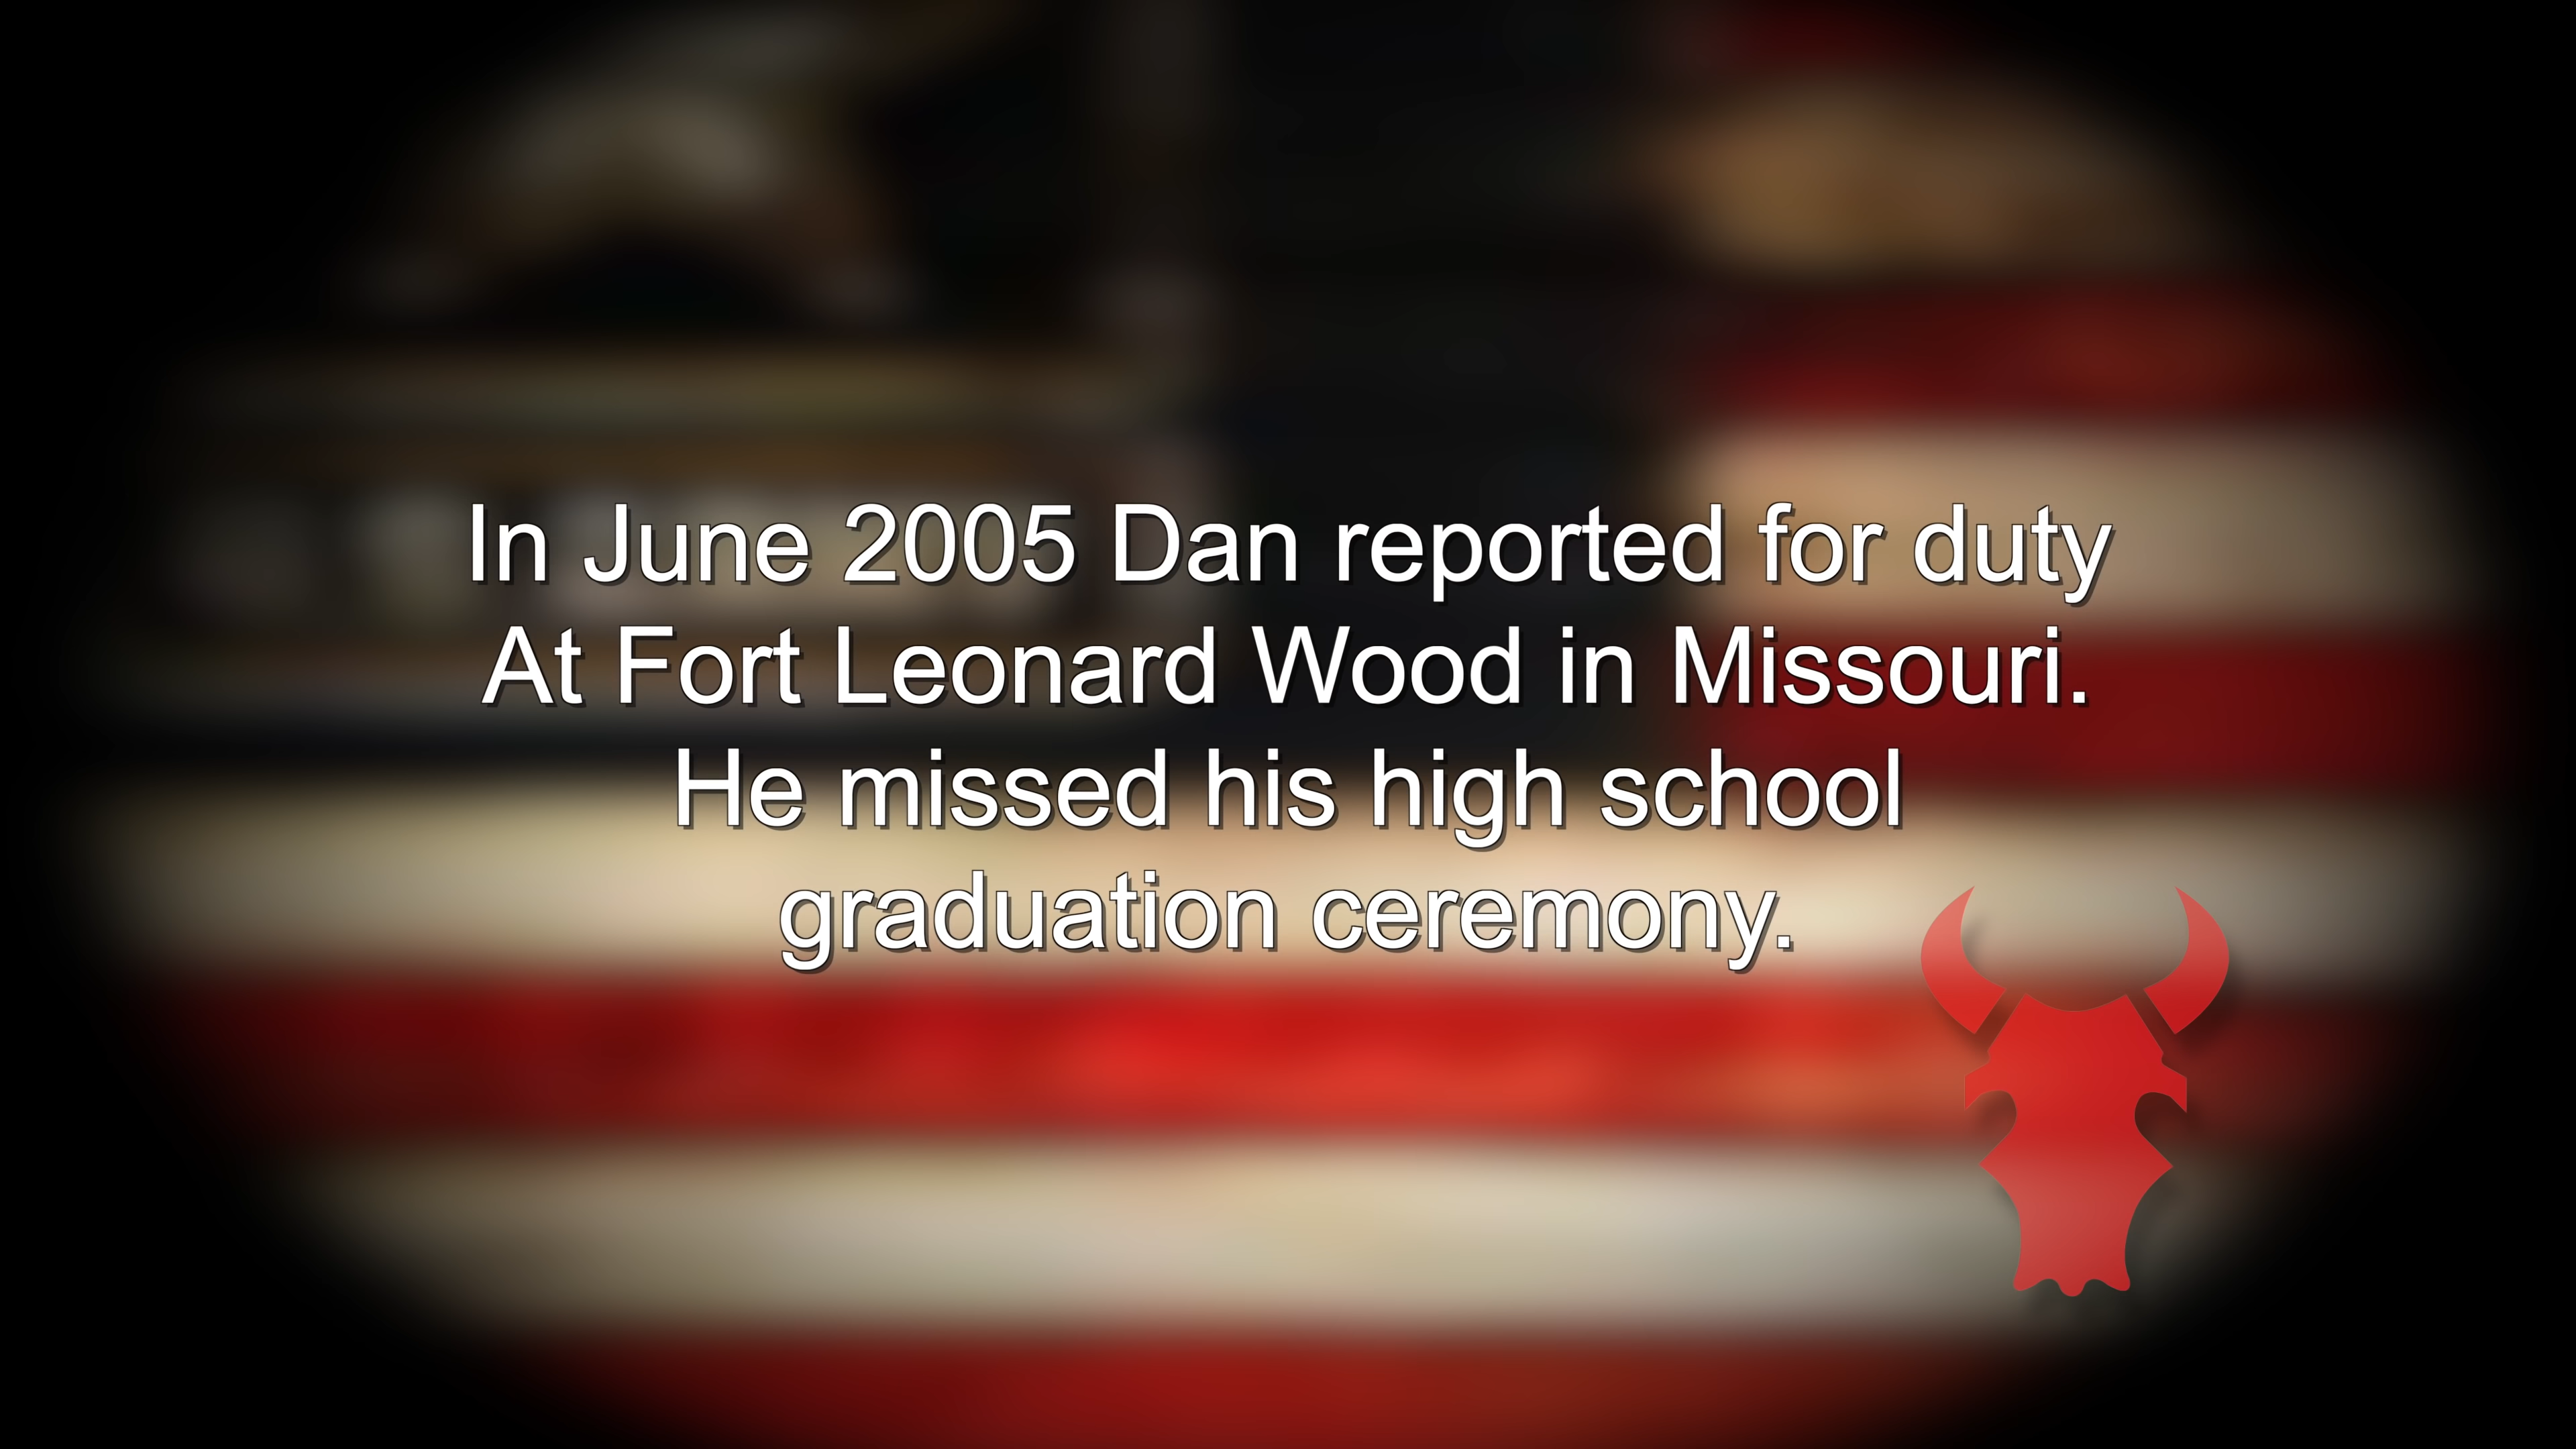 In June 2005 Dan reported for duty
At Fort Leonard Wood in Missouri.
He missed his high school
graduation ceremony.